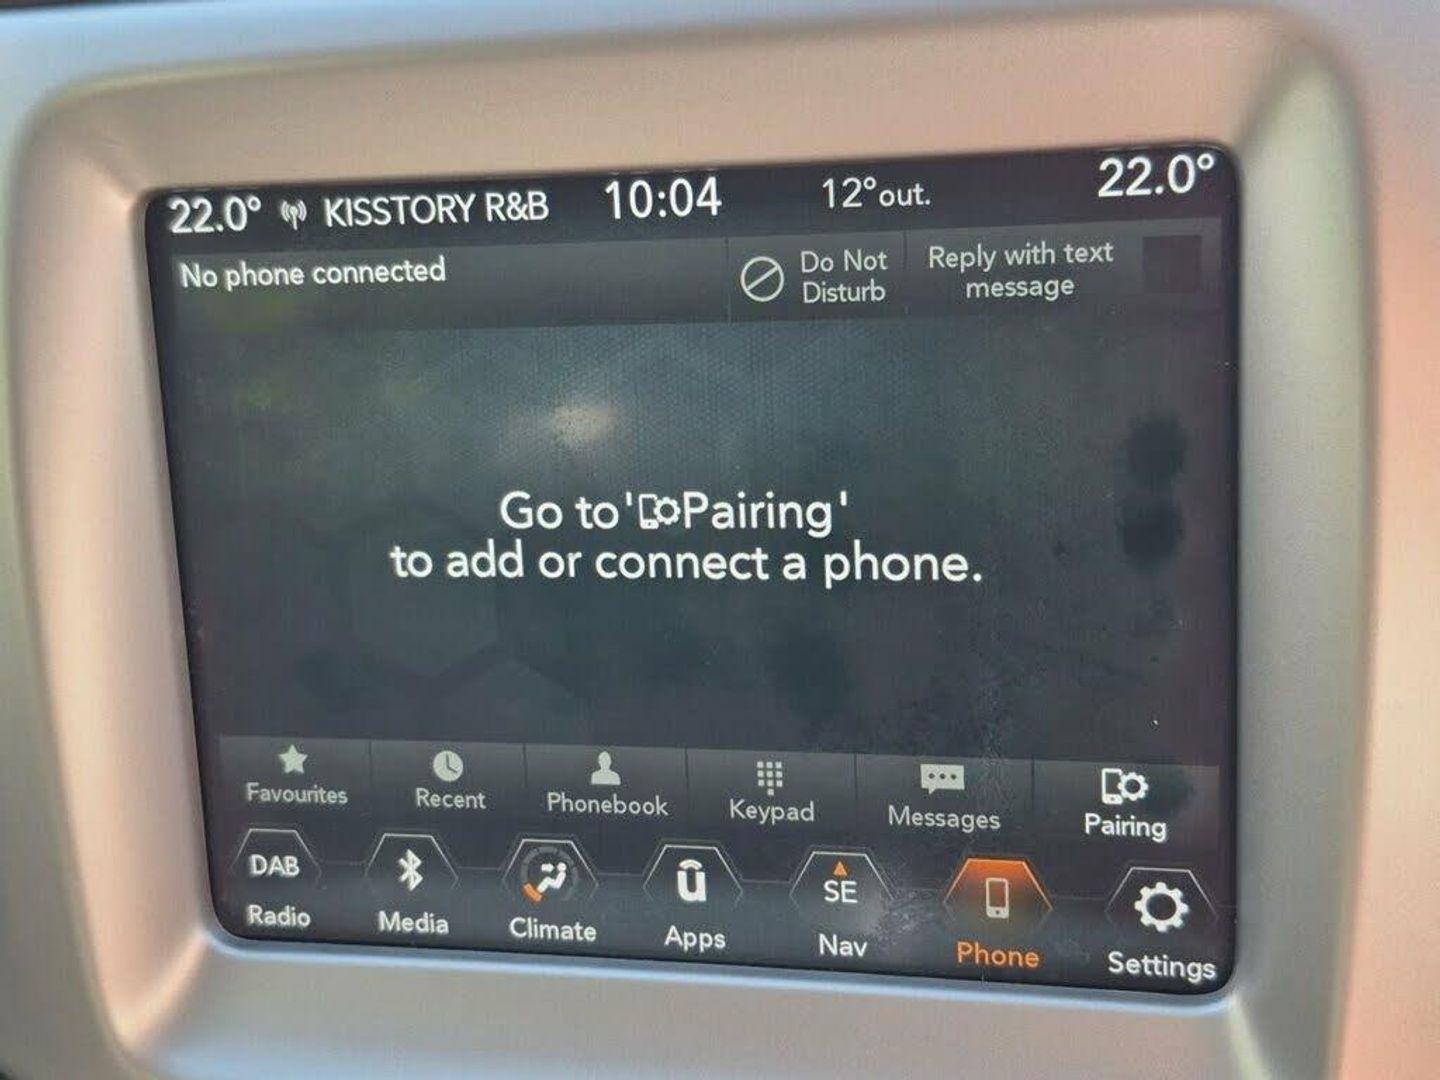 22.0° KISSTORY R&B 10:04 12°out. 22.0°
No phone connected
Do Not
Disturb
Reply with text
message
Go to 'Pairing'
to add or connect a phone.
Favourites Recent Phonebook Keypad Messages Pairing
DAB SE
Radio Media Climate Apps Nav Phone Settings